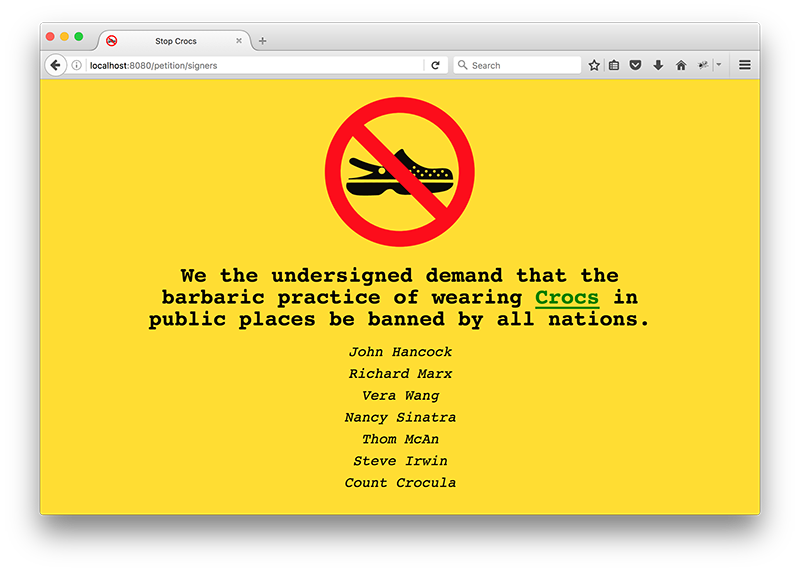 Stop Crocs
localhost:8080/petition/signers
Search
We the undersigned demand that the
barbaric practice of wearing Crocs in
public places be banned by all nations.
John Hancock
Richard Marx
Vera Wang
Nancy Sinatra
Thom McAn
Steve Irwin
Count Crocula